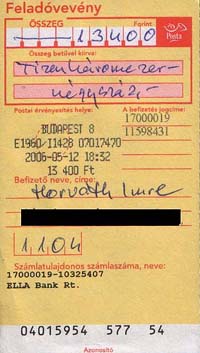 Feladóvevény
ÖSSZEG Forint
13400
Összeg betűvel kiírva:
Posta
Tizenháromezer-
négyszáz-
Postai érvényesítés helye: A befizetés jogcíme:
17000019
11598431
BUDAPEST 8
E1960/I1428 07017470
2006-05-12 18:32
13 400 Ft
Befizető neve, címe:
Horváth Imre
1104
Számlatulajdonos számlaszáma, neve:
17000019-10325407
ELLA Bank Rt.
04015954 577 54
Azonosító